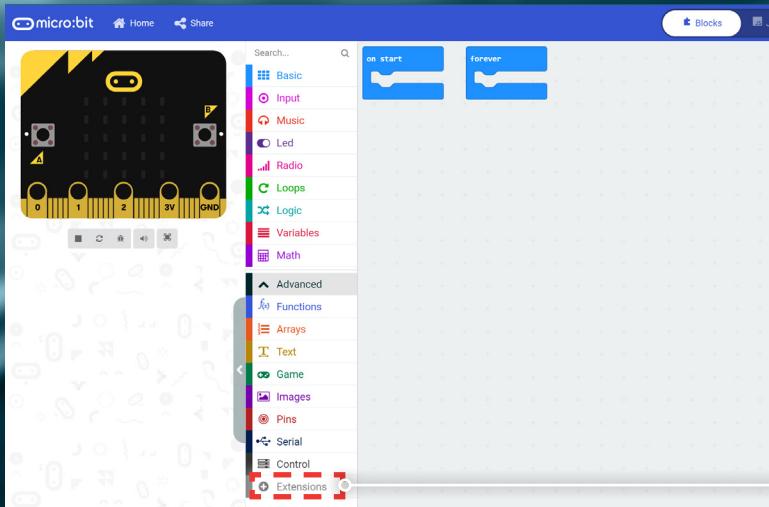 micro:bit Home Share Blocks
Search...
Basic
Input
Music
Led
Radio
Loops
Logic
Variables
Math
Advanced
Functions
Arrays
Text
Game
Images
Pins
Serial
Control
Extensions
on start
forever
B
A
0 1 2 3V GND